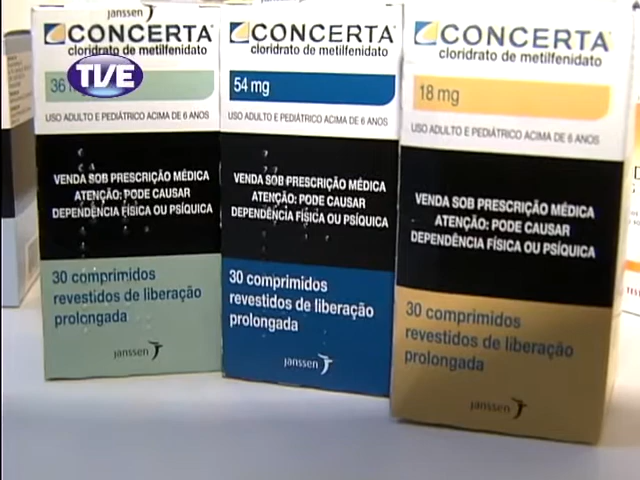 janssen
CONCERTA
cloridrato de metilfenidato
36
TVE
USO ADULTO E PEDIÁTRICO ACIMA DE 6 ANOS
VENDA SOB PRESCRIÇÃO MÉDICA
ATENÇÃO: PODE CAUSAR
DEPENDÊNCIA FÍSICA OU PSÍQUICA
30 comprimidos
revestidos de liberação
prolongada
janssen
CONCERTA
cloridrato de metilfenidato
54 mg
USO ADULTO E PEDIÁTRICO ACIMA DE 6 ANOS
VENDA SOB PRESCRIÇÃO MÉDICA
ATENÇÃO: PODE CAUSAR
DEPENDÊNCIA FÍSICA OU PSÍQUICA
30 comprimidos
revestidos de liberação
prolongada
janssen
CONCERTA
cloridrato de metilfenidato
18 mg
USO ADULTO E PEDIÁTRICO ACIMA DE 6 ANOS
VENDA SOB PRESCRIÇÃO MÉDICA
ATENÇÃO: PODE CAUSAR
DEPENDÊNCIA FÍSICA OU PSÍQUICA
30 comprimidos
revestidos de liberação
prolongada
janssen